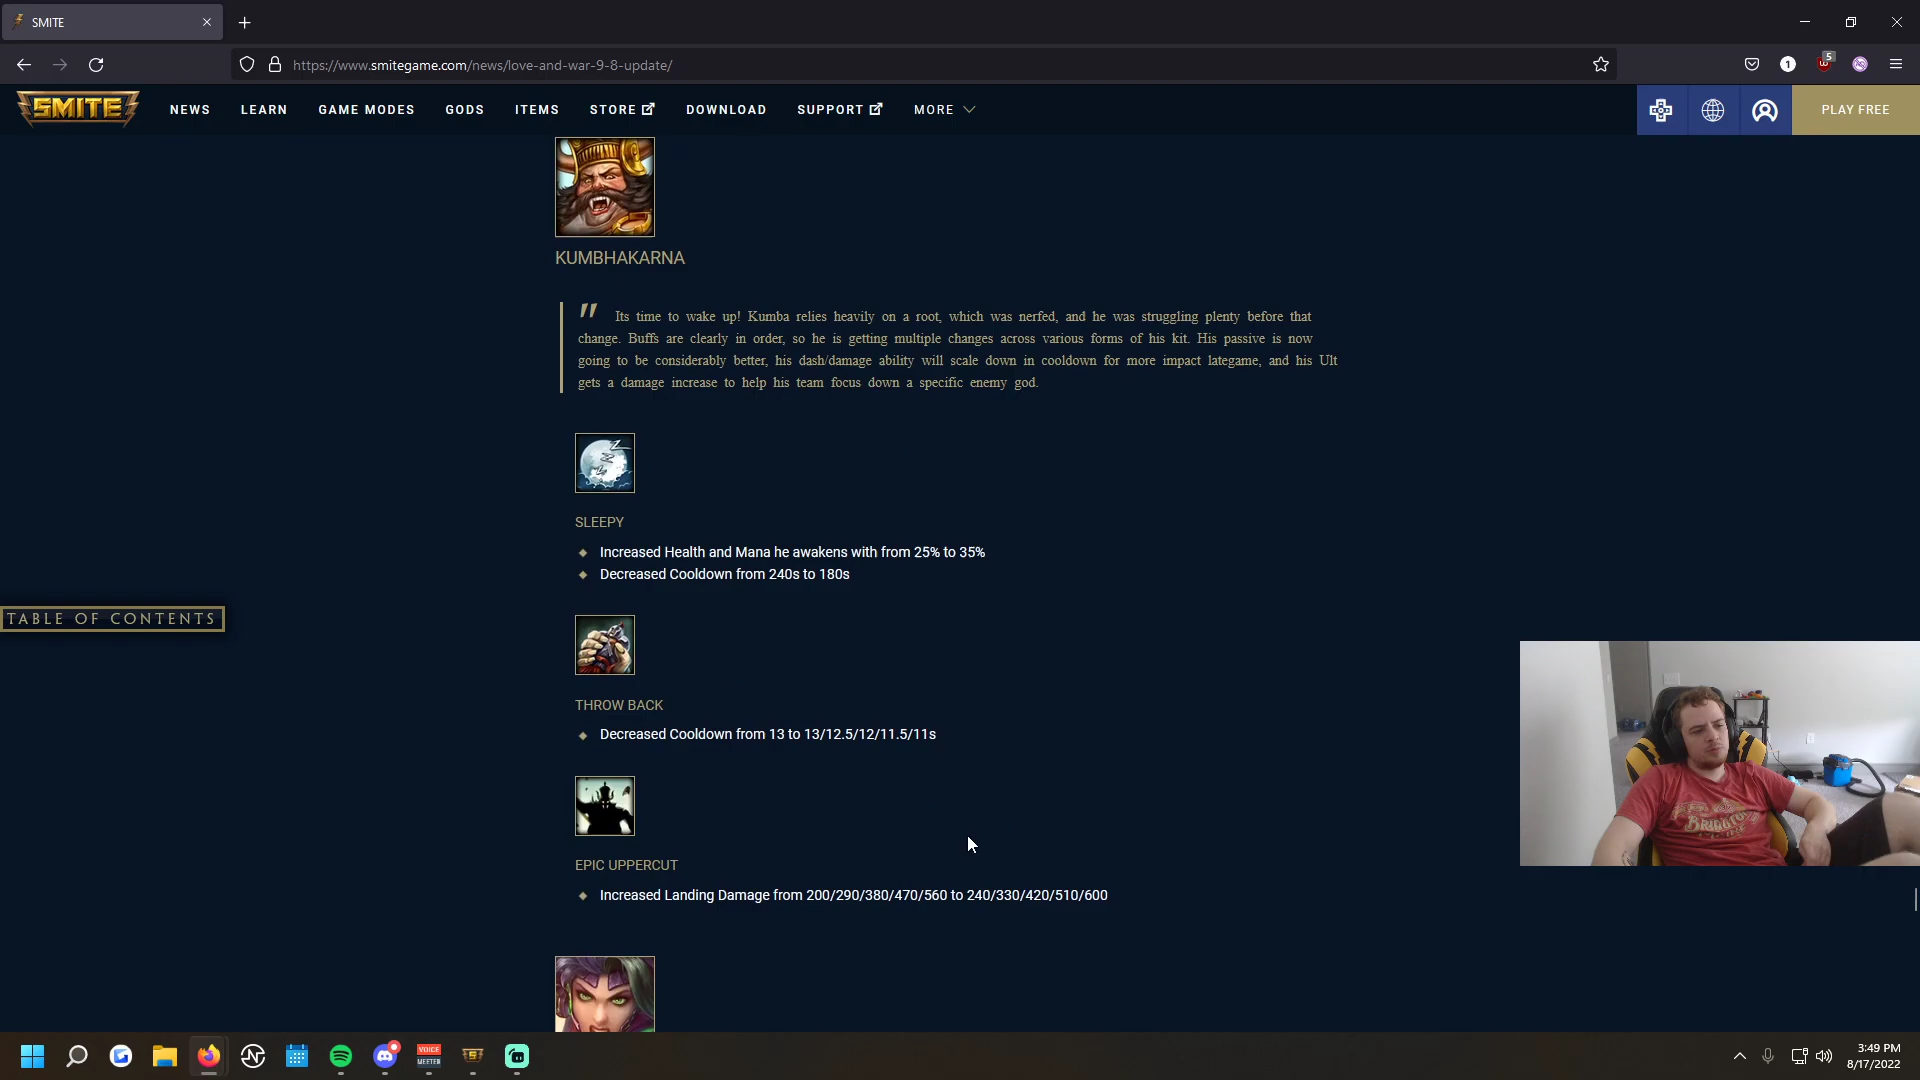 SMITE
https://www.smitegame.com/news/love-and-war-9-8-update/
1
5
SMITE
NEWS
LEARN
GAME MODES
GODS
ITEMS
STORE
DOWNLOAD
SUPPORT
MORE
PLAY FREE
KUMBHAKARNA
" Its time to wake up! Kumba relies heavily on a root, which was nerfed, and he was struggling plenty before that
change. Buffs are clearly in order, so he is getting multiple changes across various forms of his kit. His passive is now
going to be considerably better, his dash/damage ability will scale down in cooldown for more impact lategame, and his Ult
gets a damage increase to help his team focus down a specific enemy god.
SLEEPY
Increased Health and Mana he awakens with from 25% to 35%
Decreased Cooldown from 240s to 180s
TABLE OF CONTENTS
THROW BACK
Decreased Cooldown from 13 to 13/12.5/12/11.5/11s
EPIC UPPERCUT
Increased Landing Damage from 200/290/380/470/560 to 240/330/420/510/600
VOICE
MEETER
3:49 PM
8/17/2022